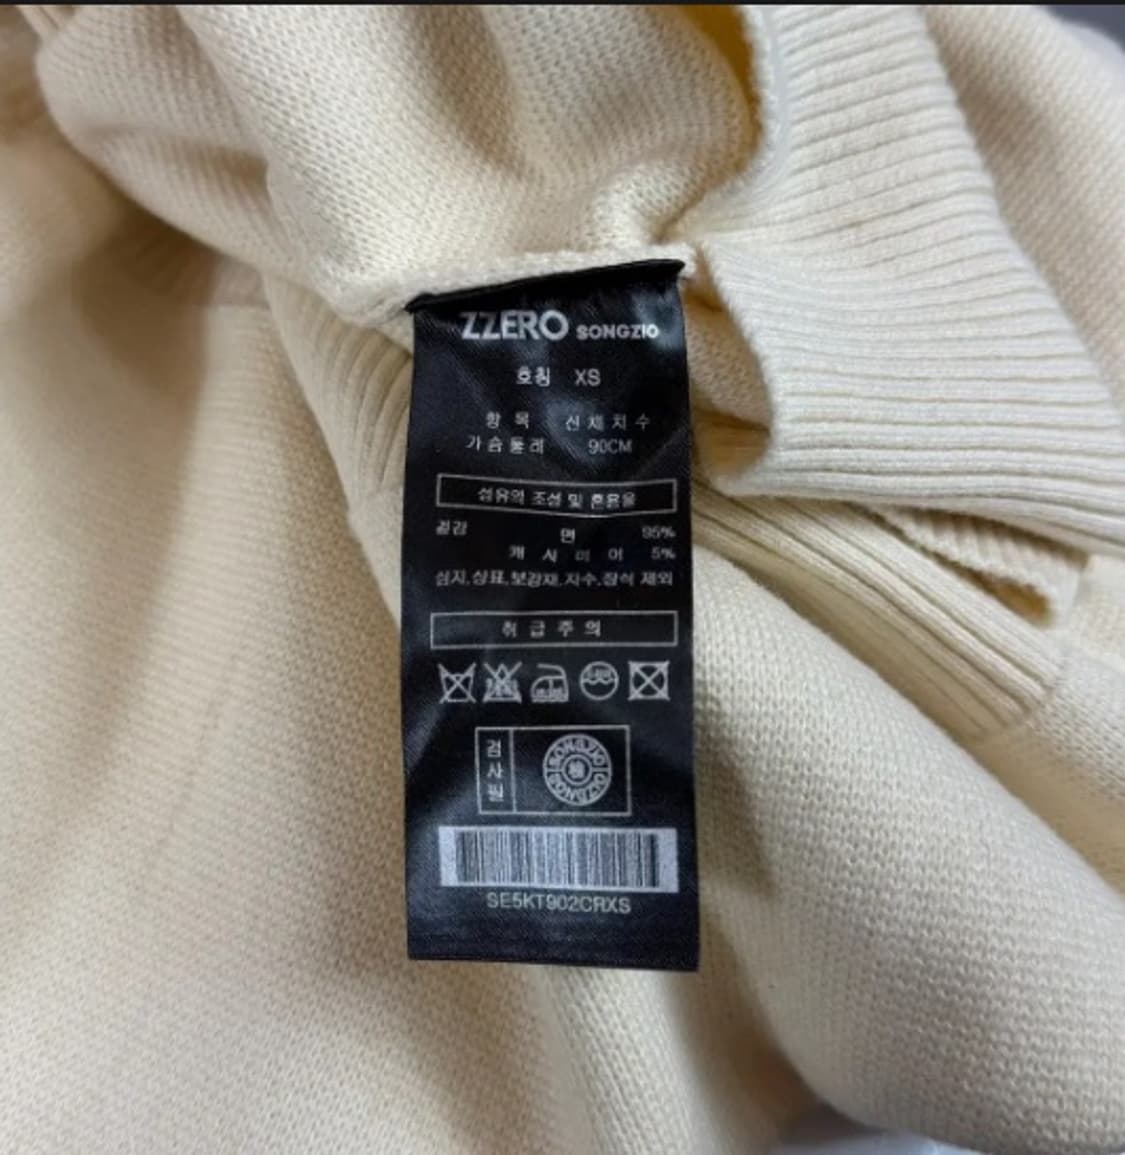 ZZERO SONGZIO
호칭 XS
항 목 신 체 치 수
가 슴 둘 레 90CM
섬유의 조성 및 혼용율
겉감 면 95%
캐 시 미 어 5%
심지,상표,보강재,자수,장식 제외
취 급 주 의
검사필
SONGZIO
SONGZIO
SE5KT902CRXS